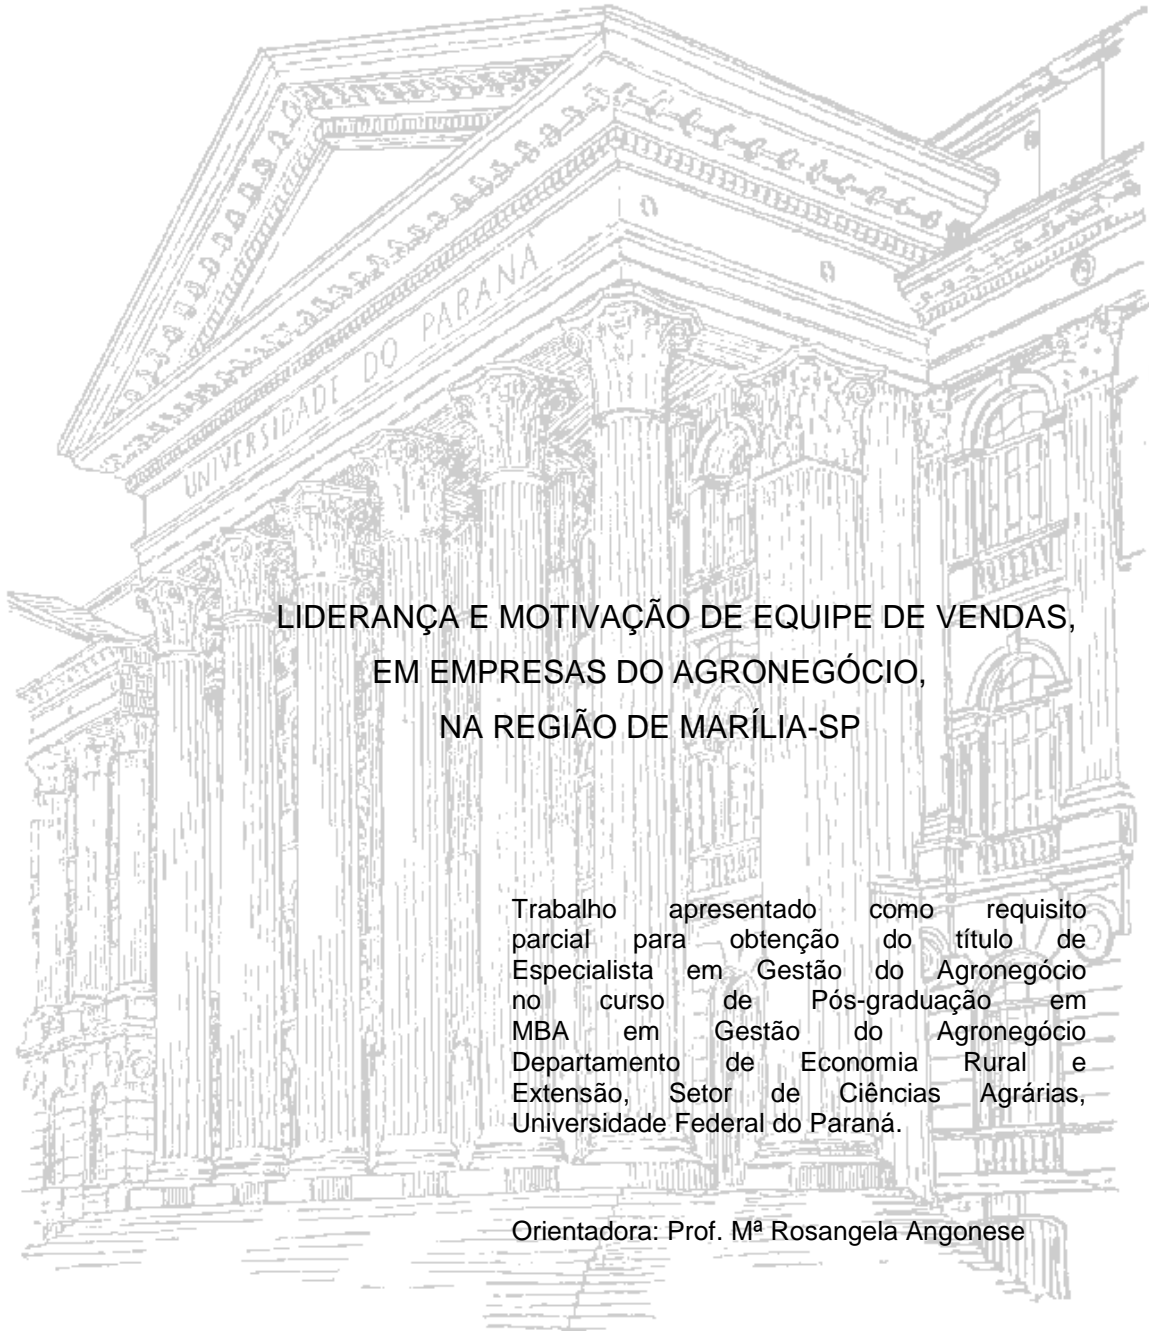 UNIVERSIDADE DO PARANÁ
LIDERANÇA E MOTIVAÇÃO DE EQUIPE DE VENDAS,
EM EMPRESAS DO AGRONEGÓCIO,
NA REGIÃO DE MARÍLIA-SP
Trabalho apresentado como requisito
parcial para obtenção do título de
Especialista em Gestão do Agronegócio
no curso de Pós-graduação em
MBA em Gestão do Agronegócio
Departamento de Economia Rural e
Extensão, Setor de Ciências Agrárias,
Universidade Federal do Paraná.
Orientadora: Prof. Mª Rosangela Angonese